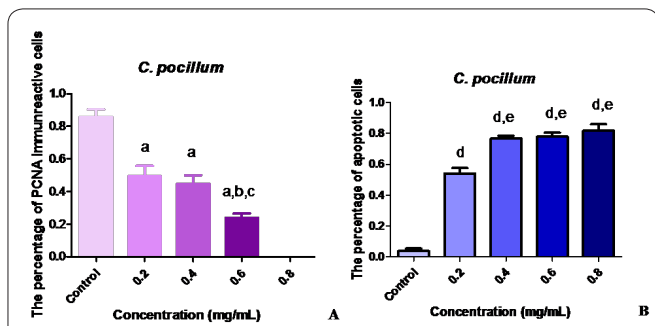 C. pocillum
The percentage of PCNA immunreactive cells
1.0
0.8
0.6
0.4
0.2
0.0
a
a
a,b,c
Control
0.2
0.4
0.6
0.8
Concentration (mg/mL)
A
C. pocillum
The percentage of apoptotic cells
1.0
0.8
0.6
0.4
0.2
0.0
d
d,e
d,e
d,e
Control
0.2
0.4
0.6
0.8
Concentration (mg/mL)
B